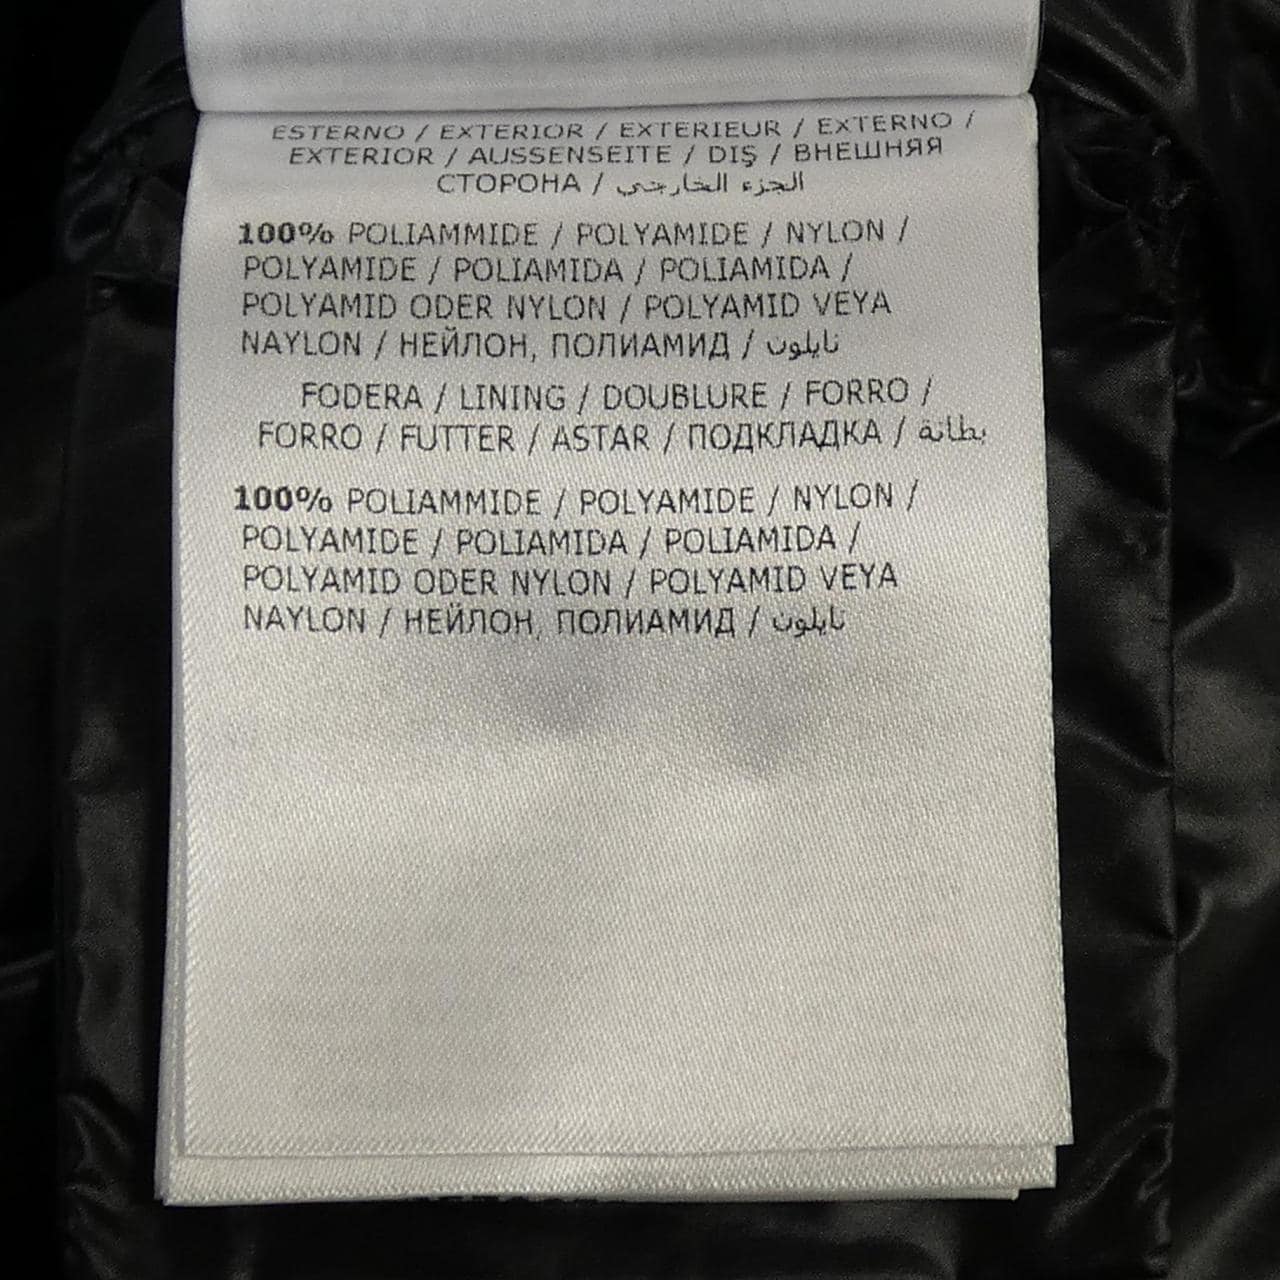 ESTERNO / EXTERIOR / EXTERIEUR / EXTERNO /
EXTERIOR / AUSSENSEITE / DIŞ / ВНЕШНЯЯ
СТОРОНА / الجزء الخارجي
100% POLIAMMIDE / POLYAMIDE / NYLON /
POLYAMIDE / POLIAMIDA / POLIAMIDA /
POLYAMID ODER NYLON / POLYAMID VEYA
NAYLON / НЕЙЛОН, ПОЛИАМИД / نايلون
FODERA / LINING / DOUBLURE / FORRO /
FORRO / FUTTER / ASTAR / ПОДКЛАДКА / بطانة
100% POLIAMMIDE / POLYAMIDE / NYLON /
POLYAMIDE / POLIAMIDA / POLIAMIDA /
POLYAMID ODER NYLON / POLYAMID VEYA
NAYLON / НЕЙЛОН, ПОЛИАМИД / نايلون